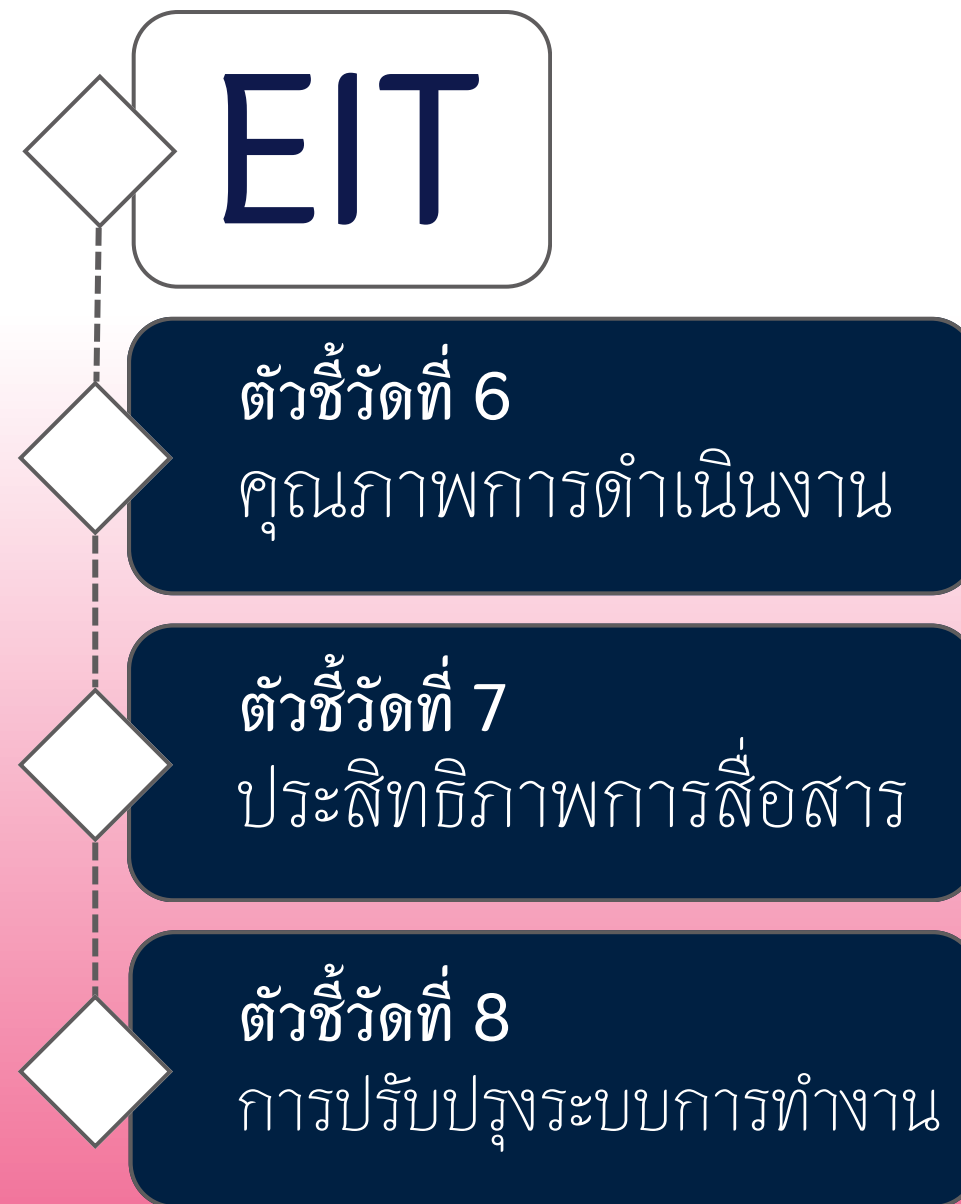 EIT
ตัวชี้วัดที่ 6
คุณภาพการดำเนินงาน
ตัวชี้วัดที่ 7
ประสิทธิภาพการสื่อสาร
ตัวชี้วัดที่ 8
การปรับปรุงระบบการทำงาน